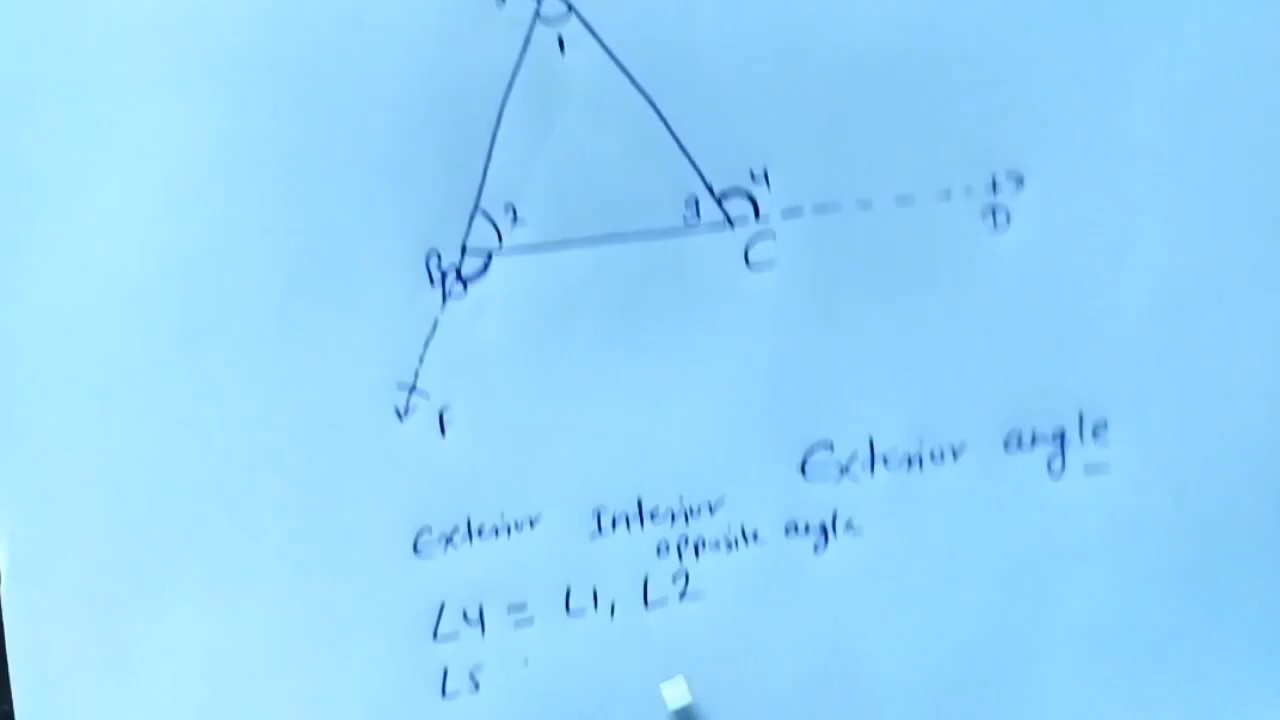 1
2
3
4
B
C
D
F
Exterior angle
Exterior Interior
opposite angle
∠4 = ∠1, ∠2
∠5